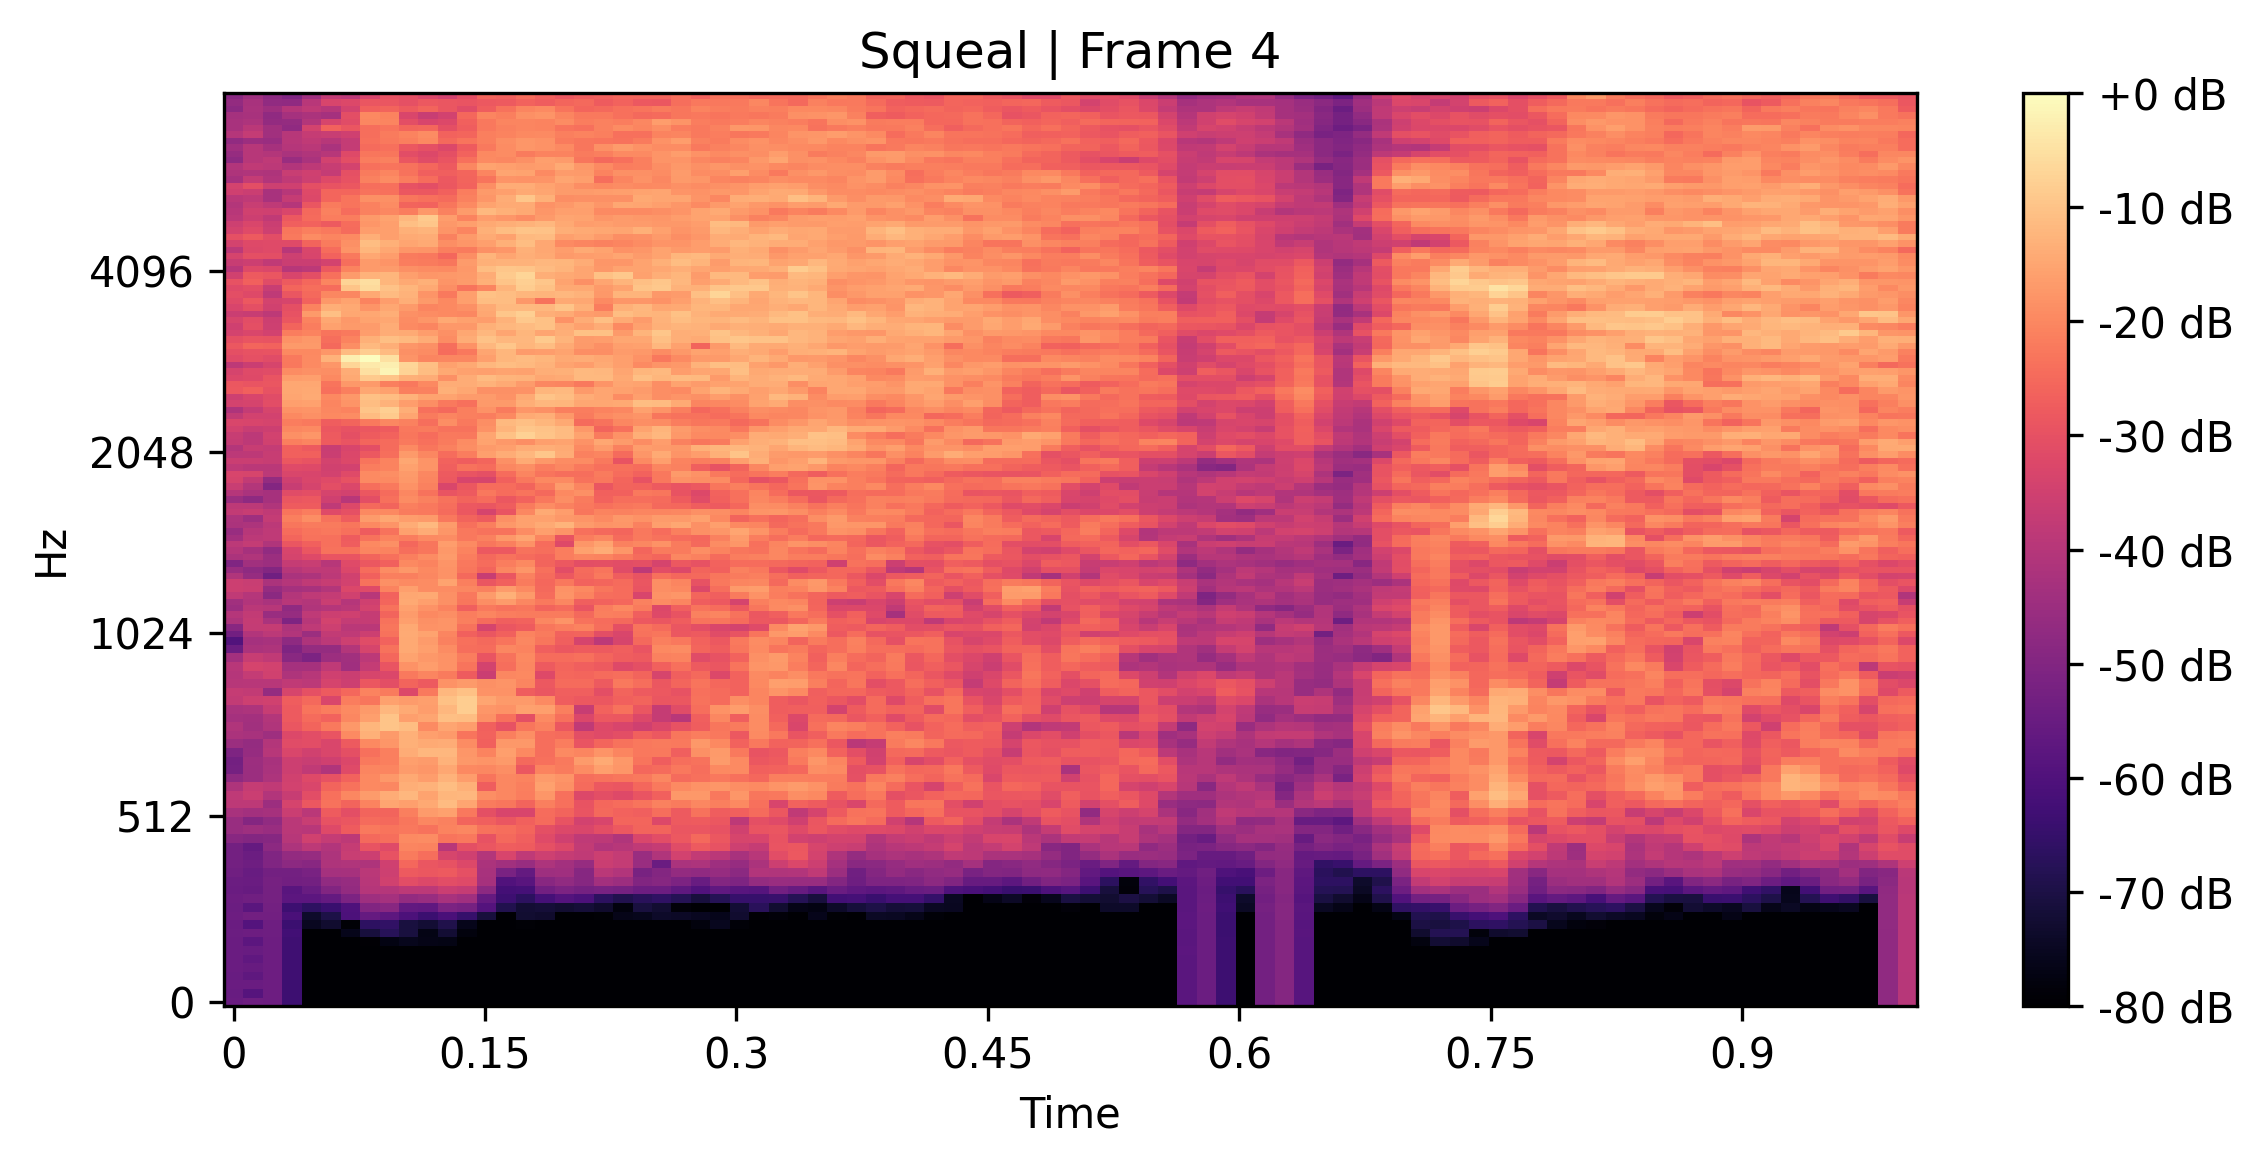 Squeal | Frame 4
+0 dB
-10 dB
-20 dB
-30 dB
-40 dB
-50 dB
-60 dB
-70 dB
-80 dB
Hz
4096
2048
1024
512
0
0 0.15 0.3 0.45 0.6 0.75 0.9
Time